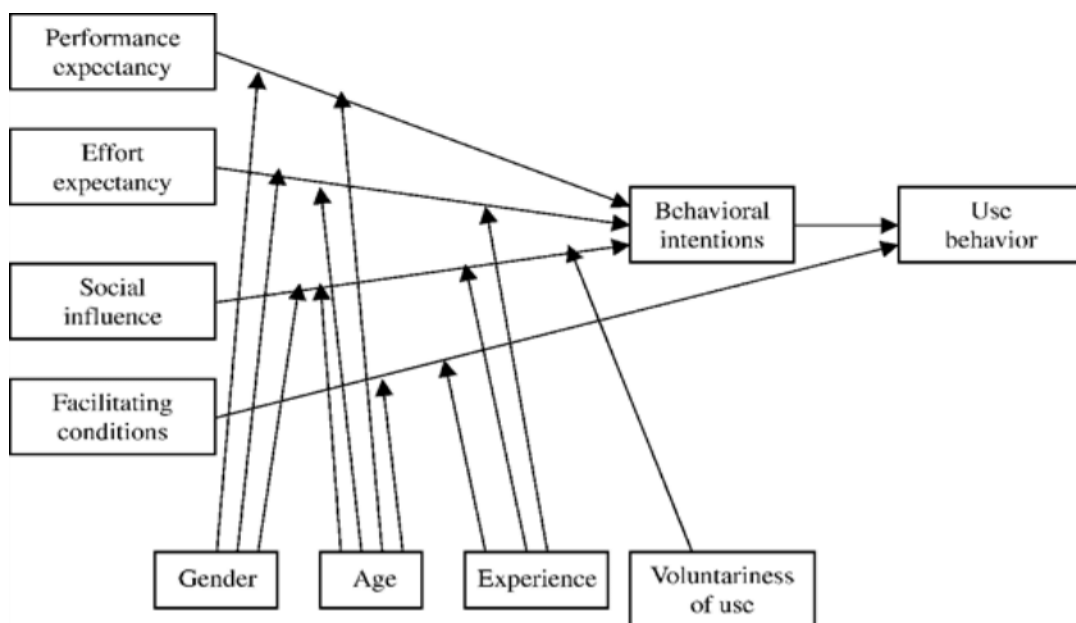 Performance
expectancy
Effort
expectancy
Social
influence
Facilitating
conditions
Behavioral
intentions
Use
behavior
Gender
Age
Experience
Voluntariness
of use